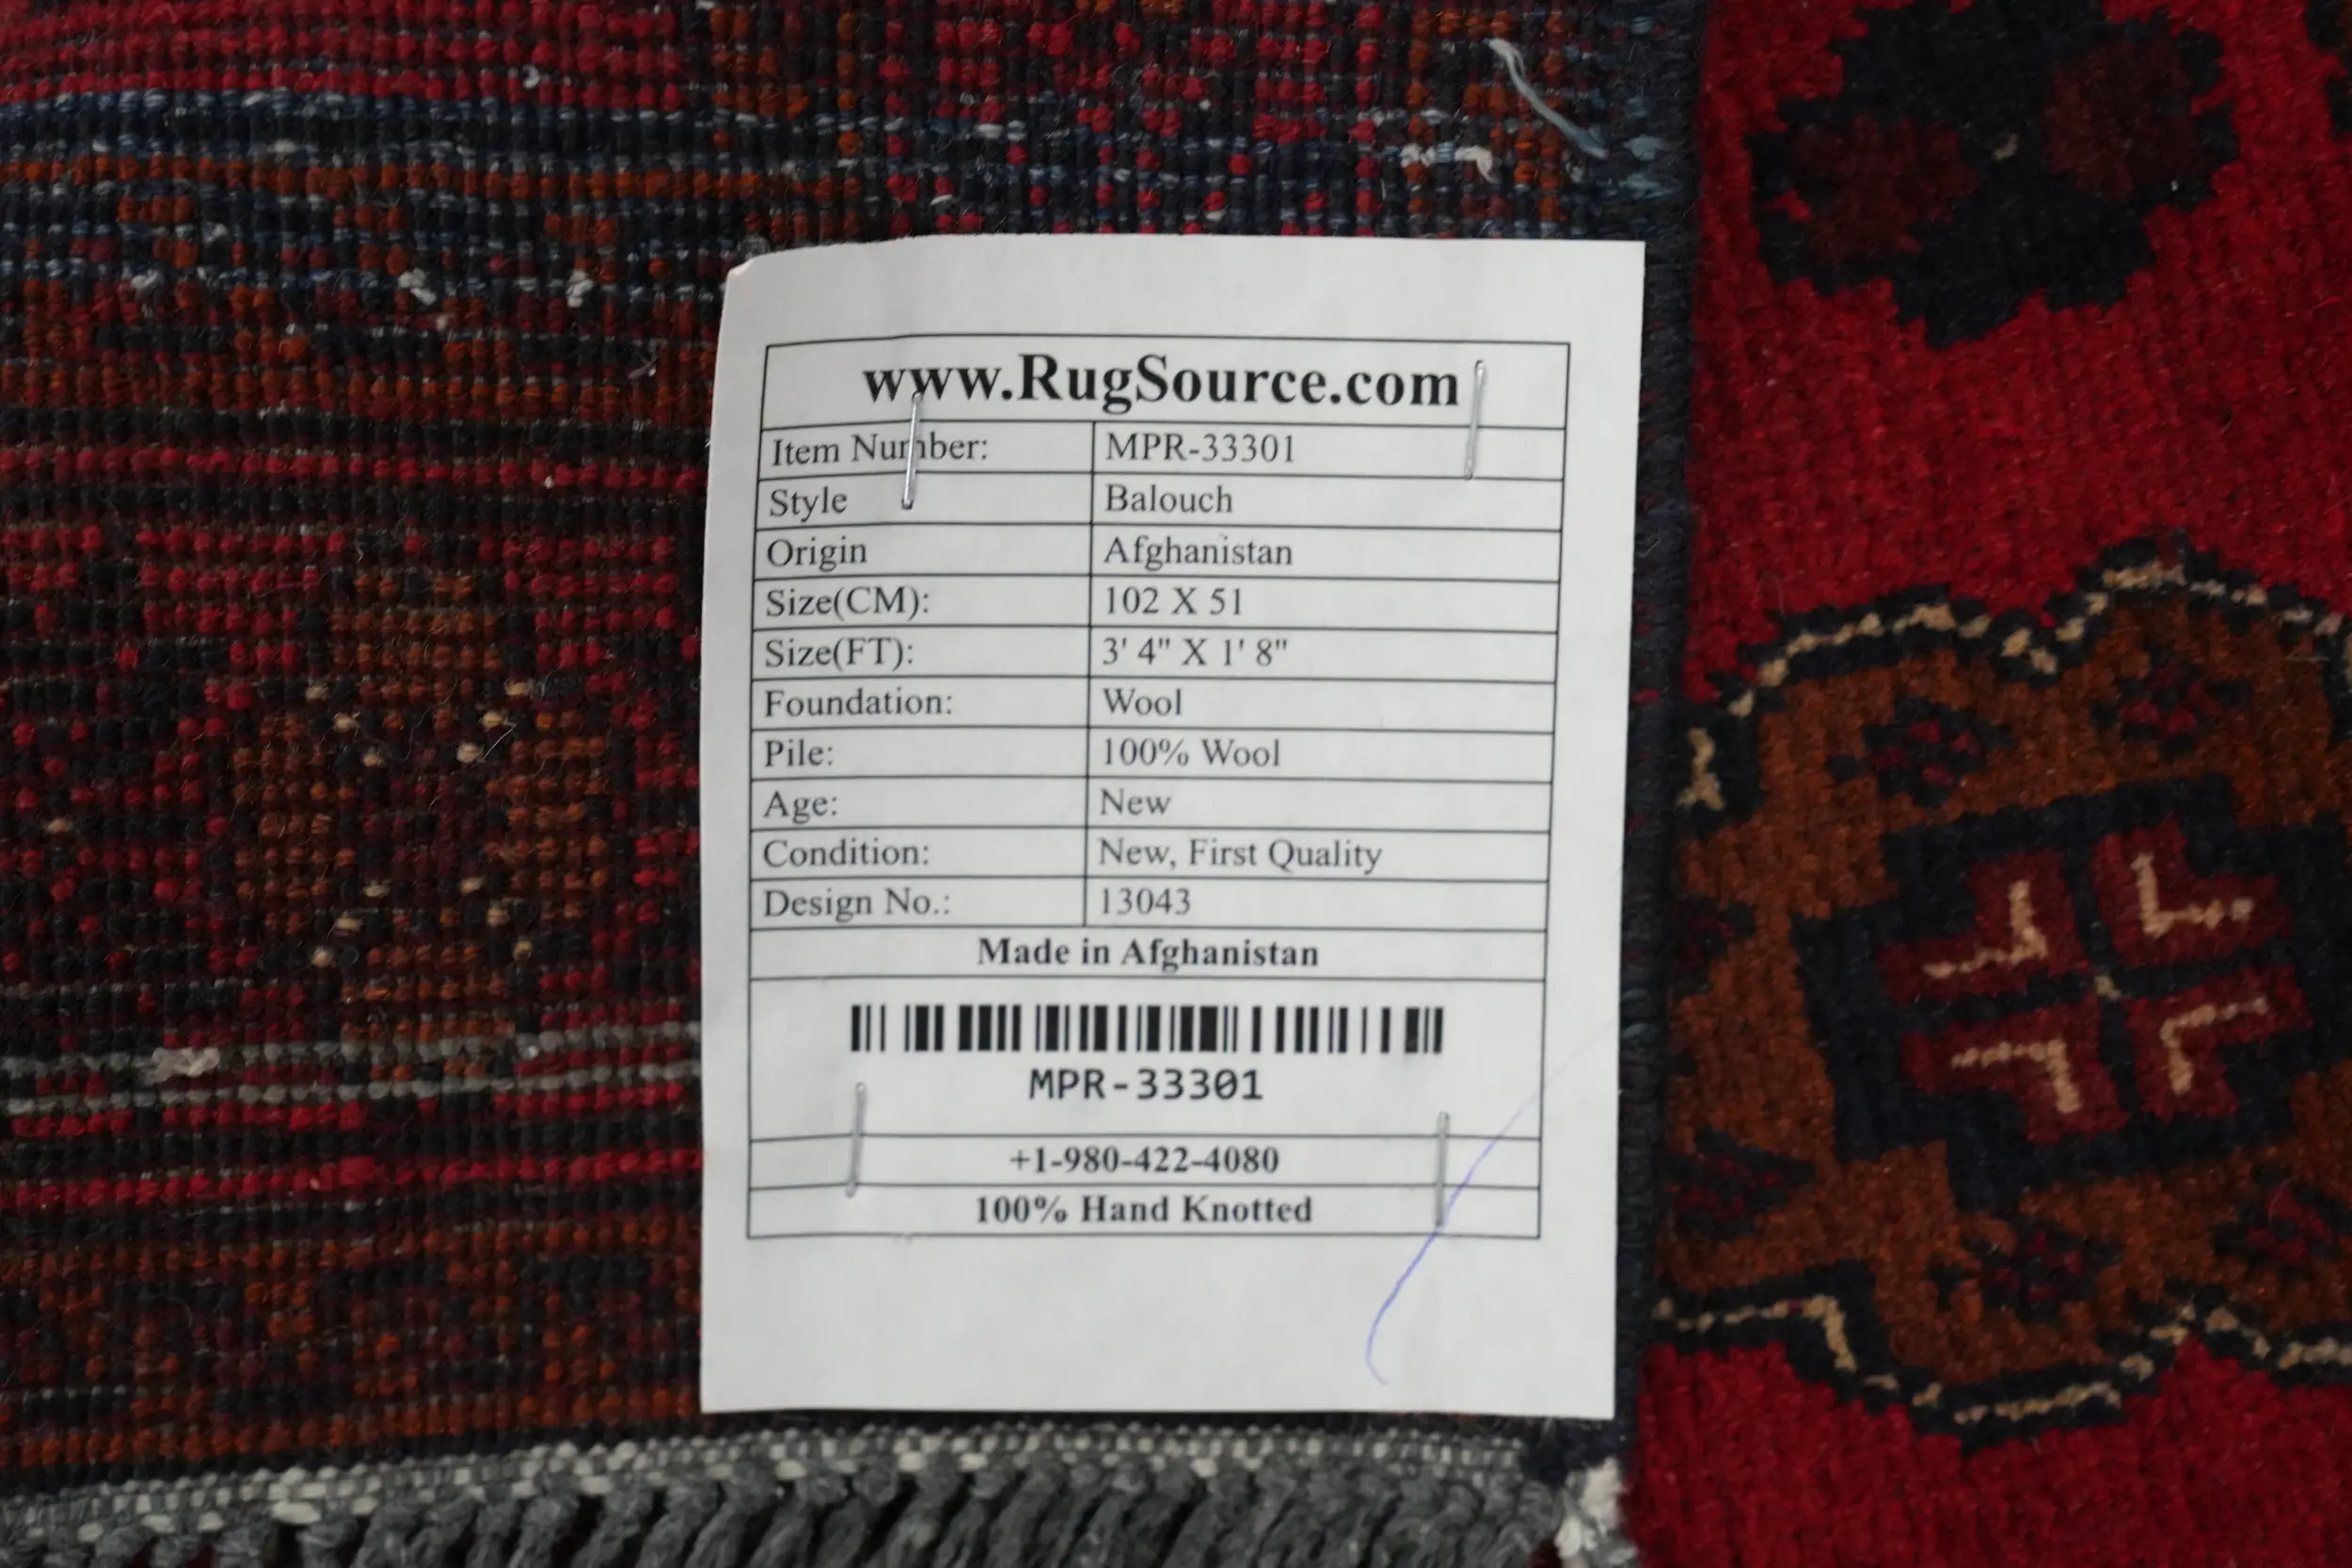 www.RugSource.com
Item Number: MPR-33301
Style Balouch
Origin Afghanistan
Size(CM): 102 X 51
Size(FT): 3' 4" X 1' 8"
Foundation: Wool
Pile: 100% Wool
Age: New
Condition: New, First Quality
Design No.: 13043
Made in Afghanistan
MPR-33301
+1-980-422-4080
100% Hand Knotted